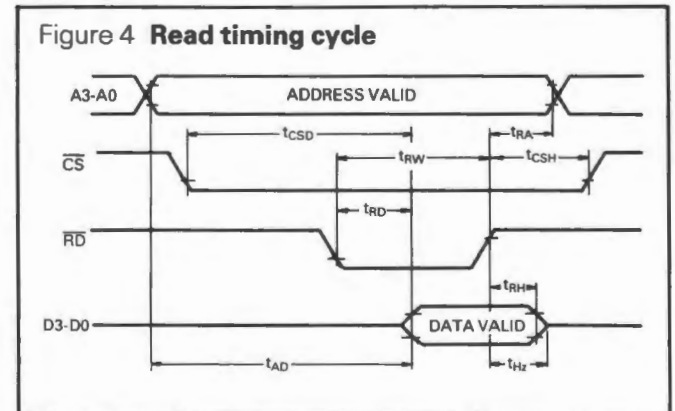 Figure 4 Read timing cycle
A3-A0 ADDRESS VALID
tCSD tRA
CS tRW tCSH
tRD
RD
tRH
D3-D0 DATA VALID
tAD tHz